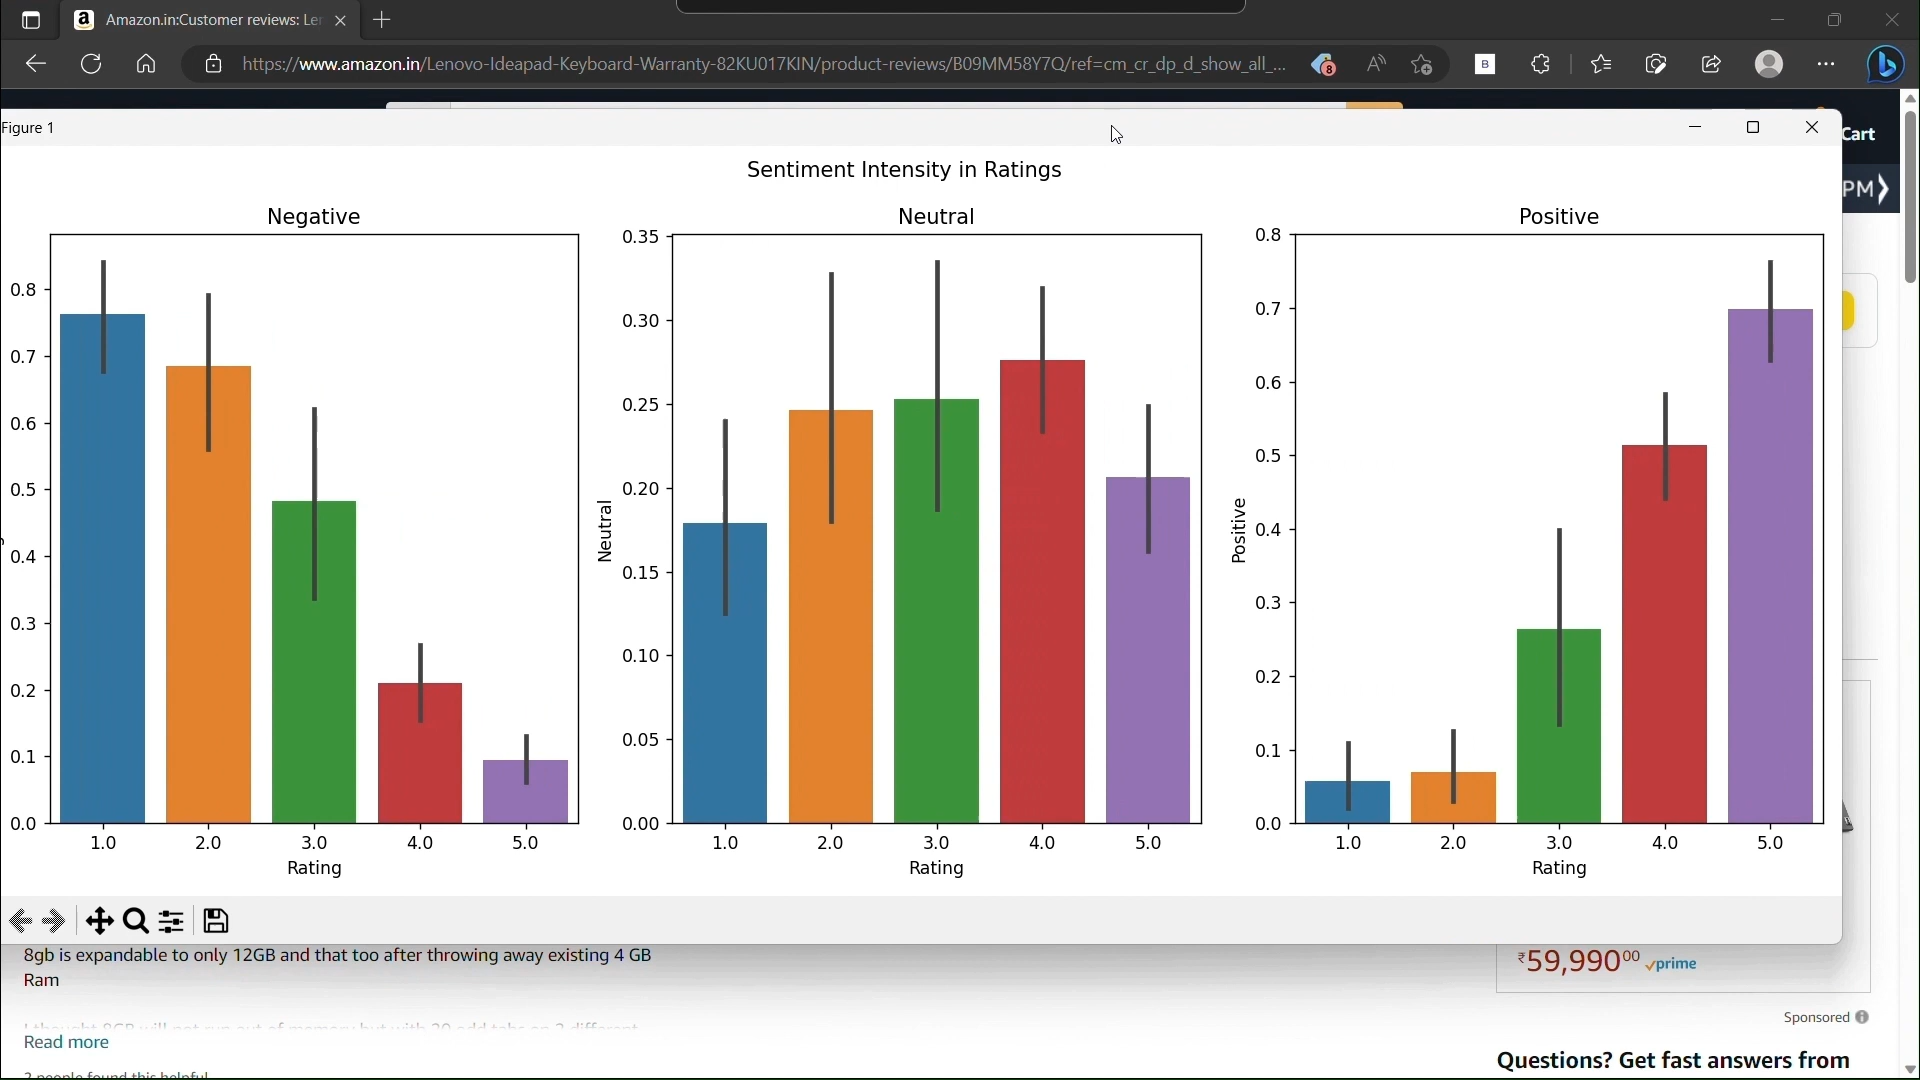 Amazon.in:Customer reviews: Le
https://www.amazon.in/Lenovo-Ideapad-Keyboard-Warranty-82KU017KIN/product-reviews/B09MM58Y7Q/ref=cm_cr_dp_d_show_all_...
8
B
Figure 1
Cart
PM
Sentiment Intensity in Ratings
Negative
0.8
0.7
0.6
0.5
0.4
0.3
0.2
0.1
0.0
1.0 2.0 3.0 4.0 5.0
Rating
Neutral
0.35
0.30
0.25
0.20
0.15
0.10
0.05
0.00
Neutral
1.0 2.0 3.0 4.0 5.0
Rating
Positive
0.8
0.7
0.6
0.5
0.4
0.3
0.2
0.1
0.0
Positive
1.0 2.0 3.0 4.0 5.0
Rating
8gb is expandable to only 12GB and that too after throwing away existing 4 GB
Ram
Read more
2 people found this helpful
₹59,990⁰⁰ prime
Sponsored
Questions? Get fast answers from